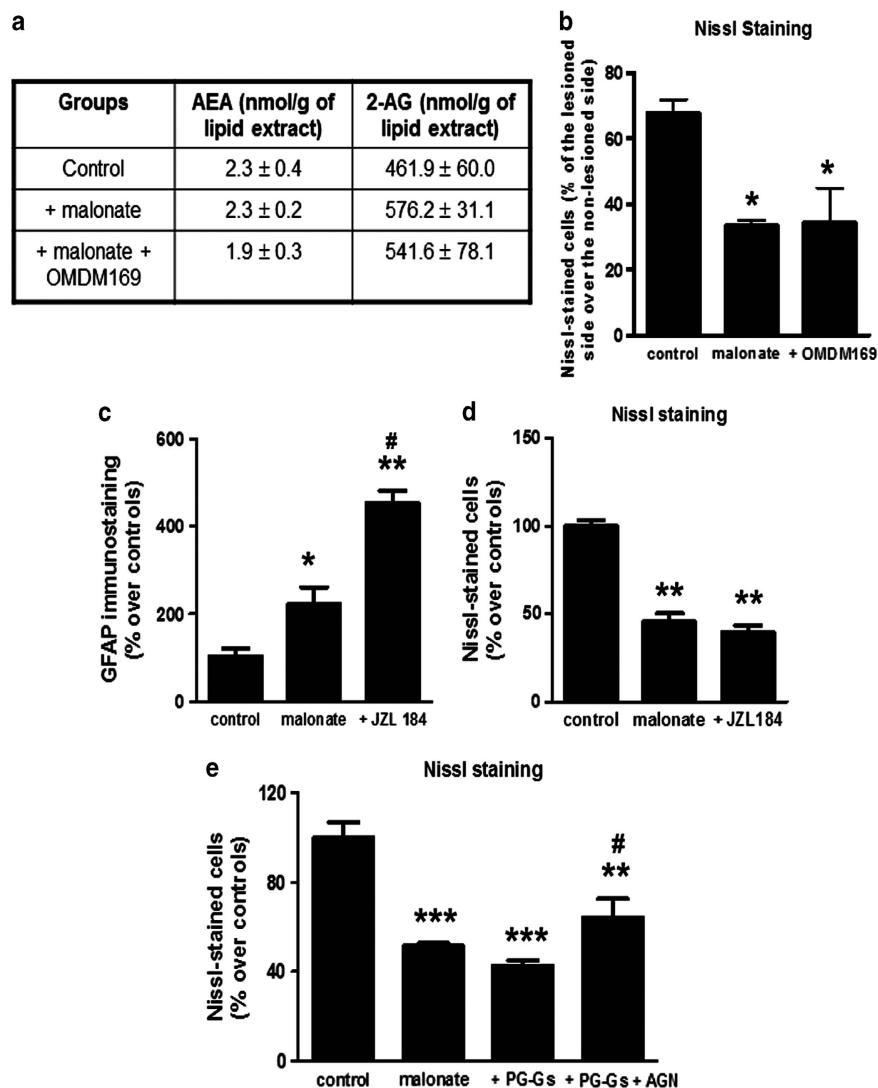 a
Groups AEA (nmol/g of lipid extract) 2-AG (nmol/g of lipid extract)
Control 2.3 ± 0.4 461.9 ± 60.0
+ malonate 2.3 ± 0.2 576.2 ± 31.1
+ malonate + OMDM169 1.9 ± 0.3 541.6 ± 78.1
b
Nissl Staining
Nissl-stained cells (% of the lesioned
side over the non-lesioned side)
80
60
40
20
0
*
*
control malonate + OMDM169
c
GFAP immunostaining
(% over controls)
600
400
200
0
*
#
**
control malonate + JZL 184
d
Nissl staining
Nissl-stained cells
(% over controls)
150
100
50
0
**
**
control malonate + JZL184
e
Nissl staining
Nissl-stained cells
(% over controls)
120
80
40
0
***
***
#
**
control malonate + PG-Gs + PG-Gs + AGN